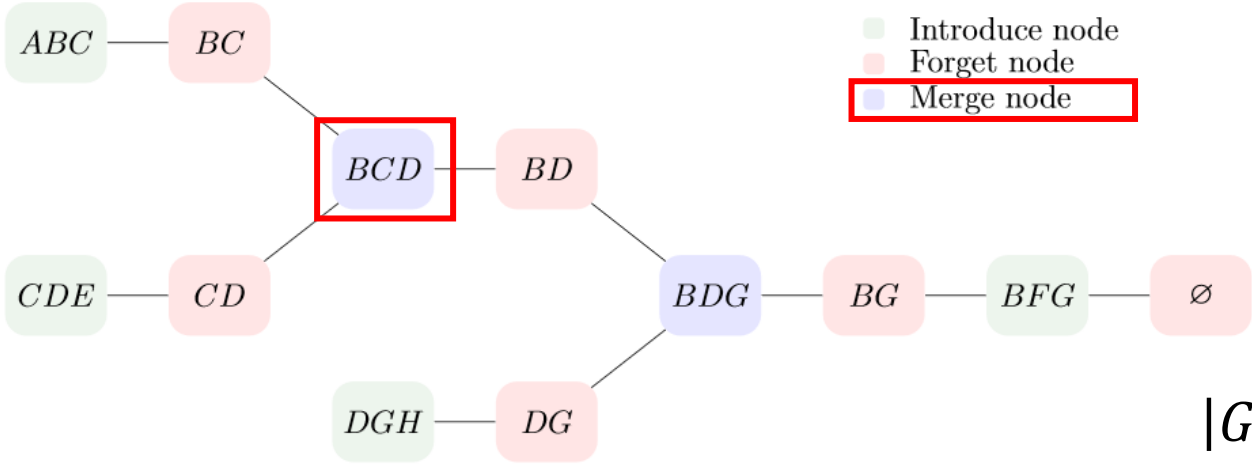 ABC
BC
Introduce node
Forget node
Merge node
BCD
BD
CDE
CD
BDG
BG
BFG
∅
DGH
DG
|G